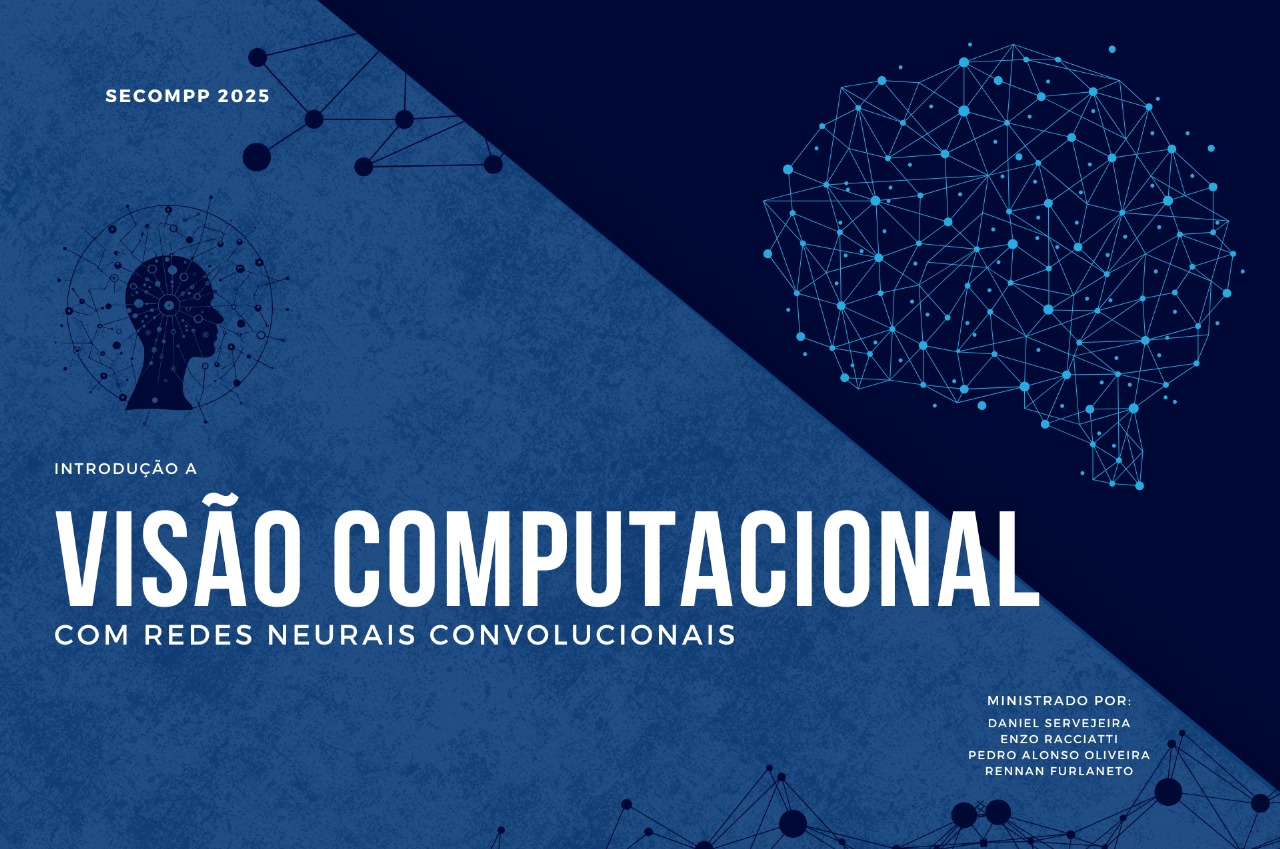 SECOMPP 2025
INTRODUÇÃO A
VISÃO COMPUTACIONAL
COM REDES NEURAIS CONVOLUCIONAIS
MINISTRADO POR:
DANIEL SERVEJEIRA
ENZO RACCIATTI
PEDRO ALONSO OLIVEIRA
RENNAN FURLANETO